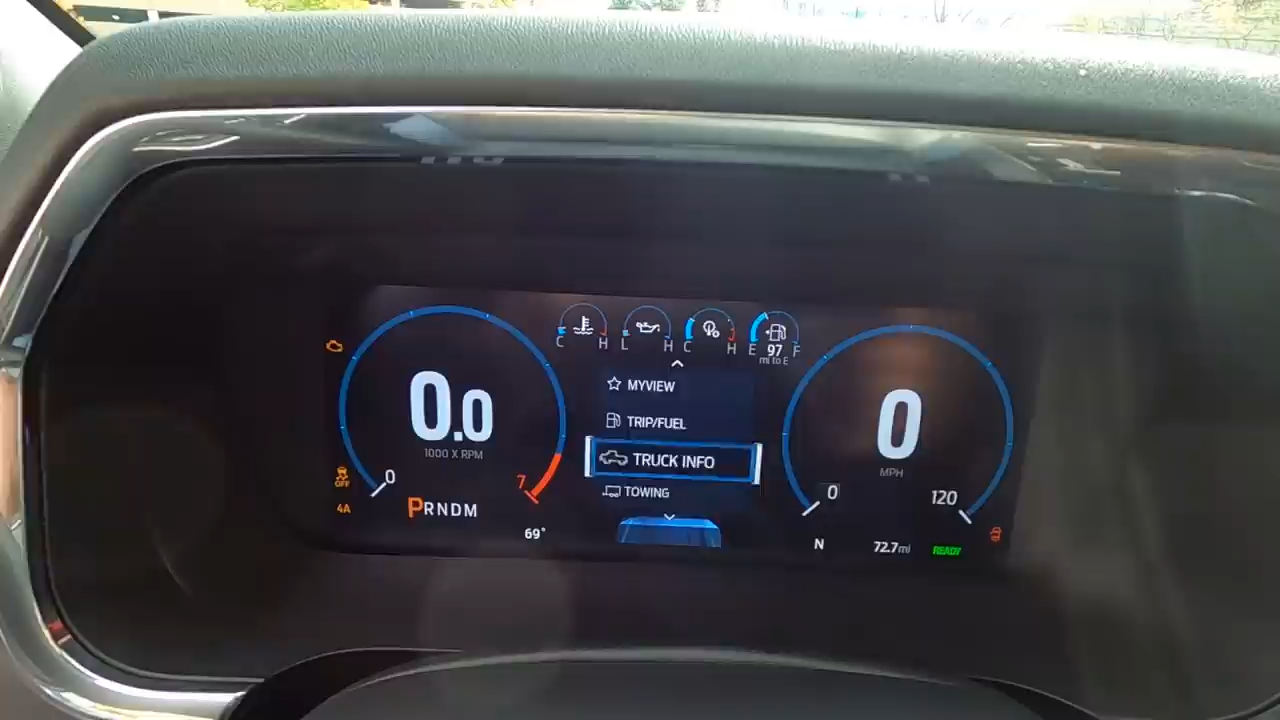 C H
L H
C H
E 97 F
mi to E
MYVIEW
TRIP/FUEL
TRUCK INFO
TOWING
0.0
1000 X RPM
0
7
OFF
4A
PRNDM
69°
0
MPH
0
120
N
72.7mi
READY